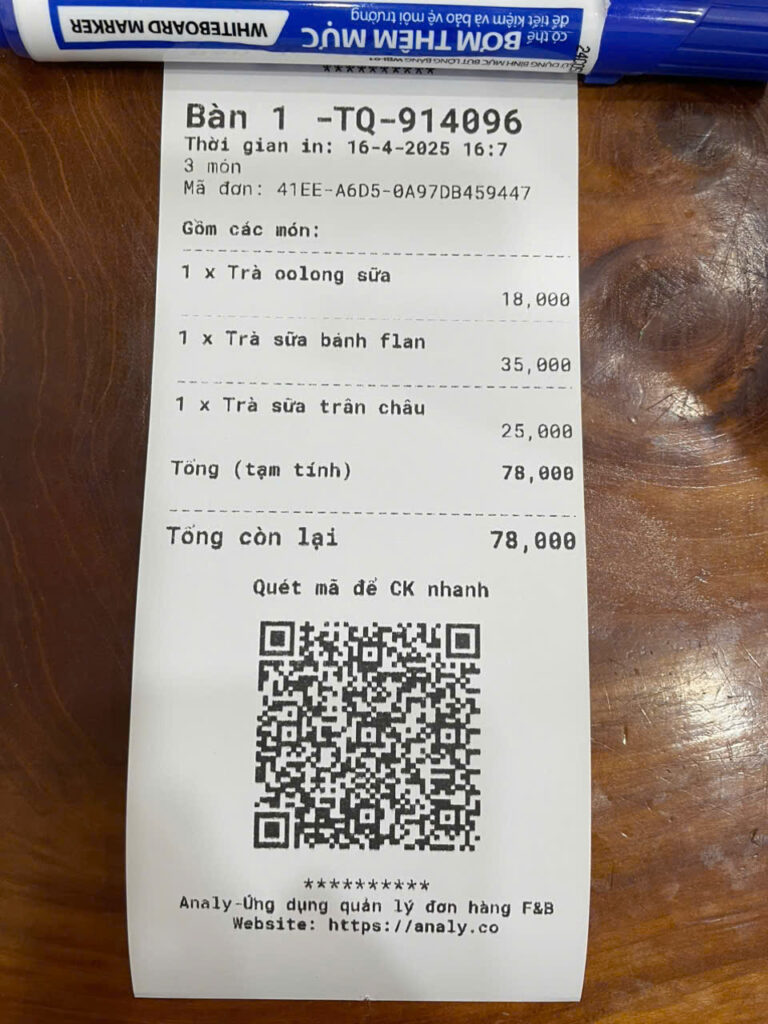 WHITEBOARD MARKER
có thể BƠM THÊM MỰC
để tiết kiệm và bảo vệ môi trường
**********
Bàn 1 -TQ-914096
Thời gian in: 16-4-2025 16:7
3 món
Mã đơn: 41EE-A6D5-0A97DB459447
Gồm các món:
1 x Trà oolong sữa
18,000
1 x Trà sữa bánh flan
35,000
1 x Trà sữa trân châu
25,000
Tổng (tạm tính) 78,000
Tổng còn lại 78,000
Quét mã để CK nhanh
**********
Analy-Ứng dụng quản lý đơn hàng F&B
Website: https://analy.co